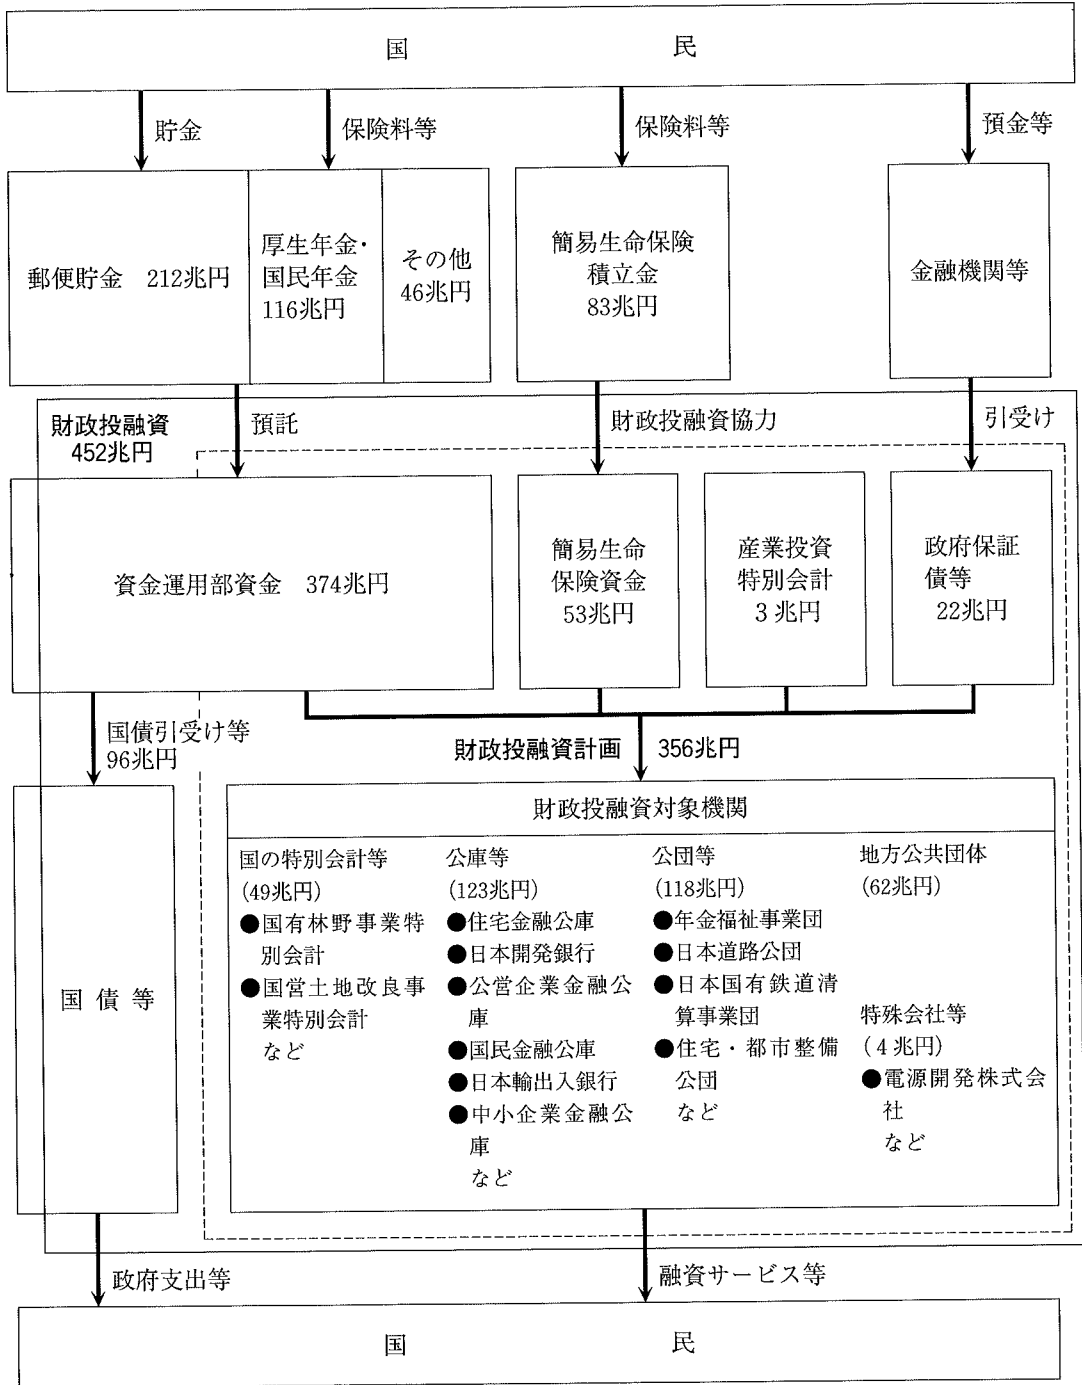 国 民
貯金
保険料等
保険料等
預金等
郵便貯金 212兆円
厚生年金・
国民年金
116兆円
その他
46兆円
簡易生命保険
積立金
83兆円
金融機関等
財政投融資
452兆円
預託
財政投融資協力
引受け
資金運用部資金 374兆円
簡易生命
保険資金
53兆円
産業投資
特別会計
3兆円
政府保証
債等
22兆円
国債引受け等
96兆円
財政投融資計画 356兆円
国債等
財政投融資対象機関
国の特別会計等
(49兆円)
●国有林野事業特
別会計
●国営土地改良事
業特別会計
など
公庫等
(123兆円)
●住宅金融公庫
●日本開発銀行
●公営企業金融公
庫
●国民金融公庫
●日本輸出入銀行
●中小企業金融公
庫
など
公団等
(118兆円)
●年金福祉事業団
●日本道路公団
●日本国有鉄道清
算事業団
●住宅・都市整備
公団
など
地方公共団体
(62兆円)
特殊会社等
(4兆円)
●電源開発株式会
社
など
政府支出等
融資サービス等
国 民